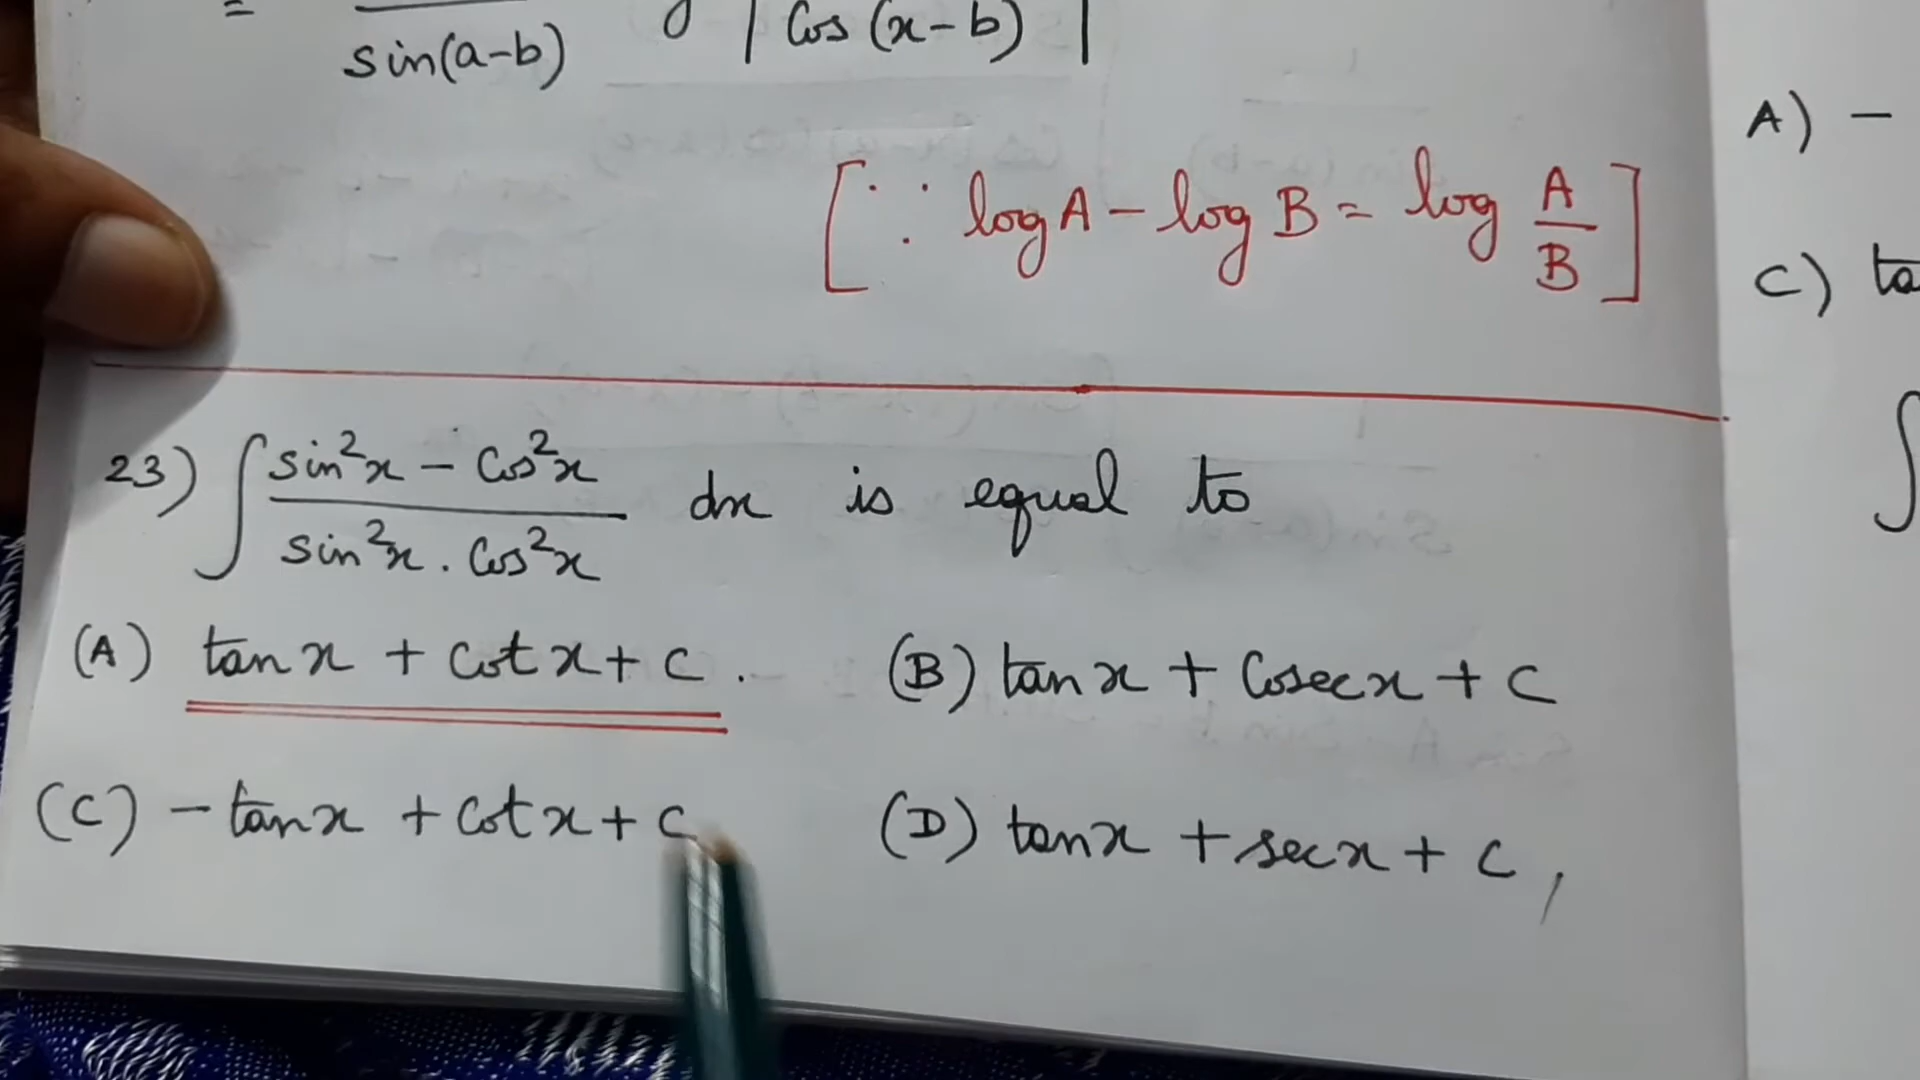 =
sin(a-b) | Cos (x-b) |
[∵ log A - log B = log A/B]
23) ∫ sin²x - Cos²x / sin²x . Cos²x dx is equal to
(A) tan x + Cot x + c .
(B) tan x + Cosec x + c
(C) - tan x + Cot x + c
(D) tan x + sec x + c ,
A) -
C) ta
∫